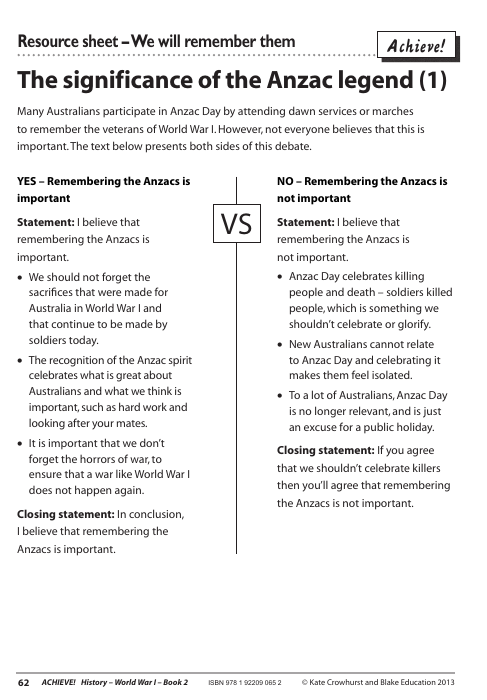 Resource sheet – We will remember them
Achieve!
The significance of the Anzac legend (1)
Many Australians participate in Anzac Day by attending dawn services or marches
to remember the veterans of World War I. However, not everyone believes that this is
important. The text below presents both sides of this debate.
YES – Remembering the Anzacs is
important
Statement: I believe that
remembering the Anzacs is
important.
• We should not forget the
sacrifices that were made for
Australia in World War I and
that continue to be made by
soldiers today.
• The recognition of the Anzac spirit
celebrates what is great about
Australians and what we think is
important, such as hard work and
looking after your mates.
• It is important that we don't
forget the horrors of war, to
ensure that a war like World War I
does not happen again.
Closing statement: In conclusion,
I believe that remembering the
Anzacs is important.
VS
NO – Remembering the Anzacs is
not important
Statement: I believe that
remembering the Anzacs is
not important.
• Anzac Day celebrates killing
people and death – soldiers killed
people, which is something we
shouldn't celebrate or glorify.
• New Australians cannot relate
to Anzac Day and celebrating it
makes them feel isolated.
• To a lot of Australians, Anzac Day
is no longer relevant, and is just
an excuse for a public holiday.
Closing statement: If you agree
that we shouldn't celebrate killers
then you'll agree that remembering
the Anzacs is not important.
62 ACHIEVE! History – World War I – Book 2 ISBN 978 1 92209 065 2 © Kate Crowhurst and Blake Education 2013